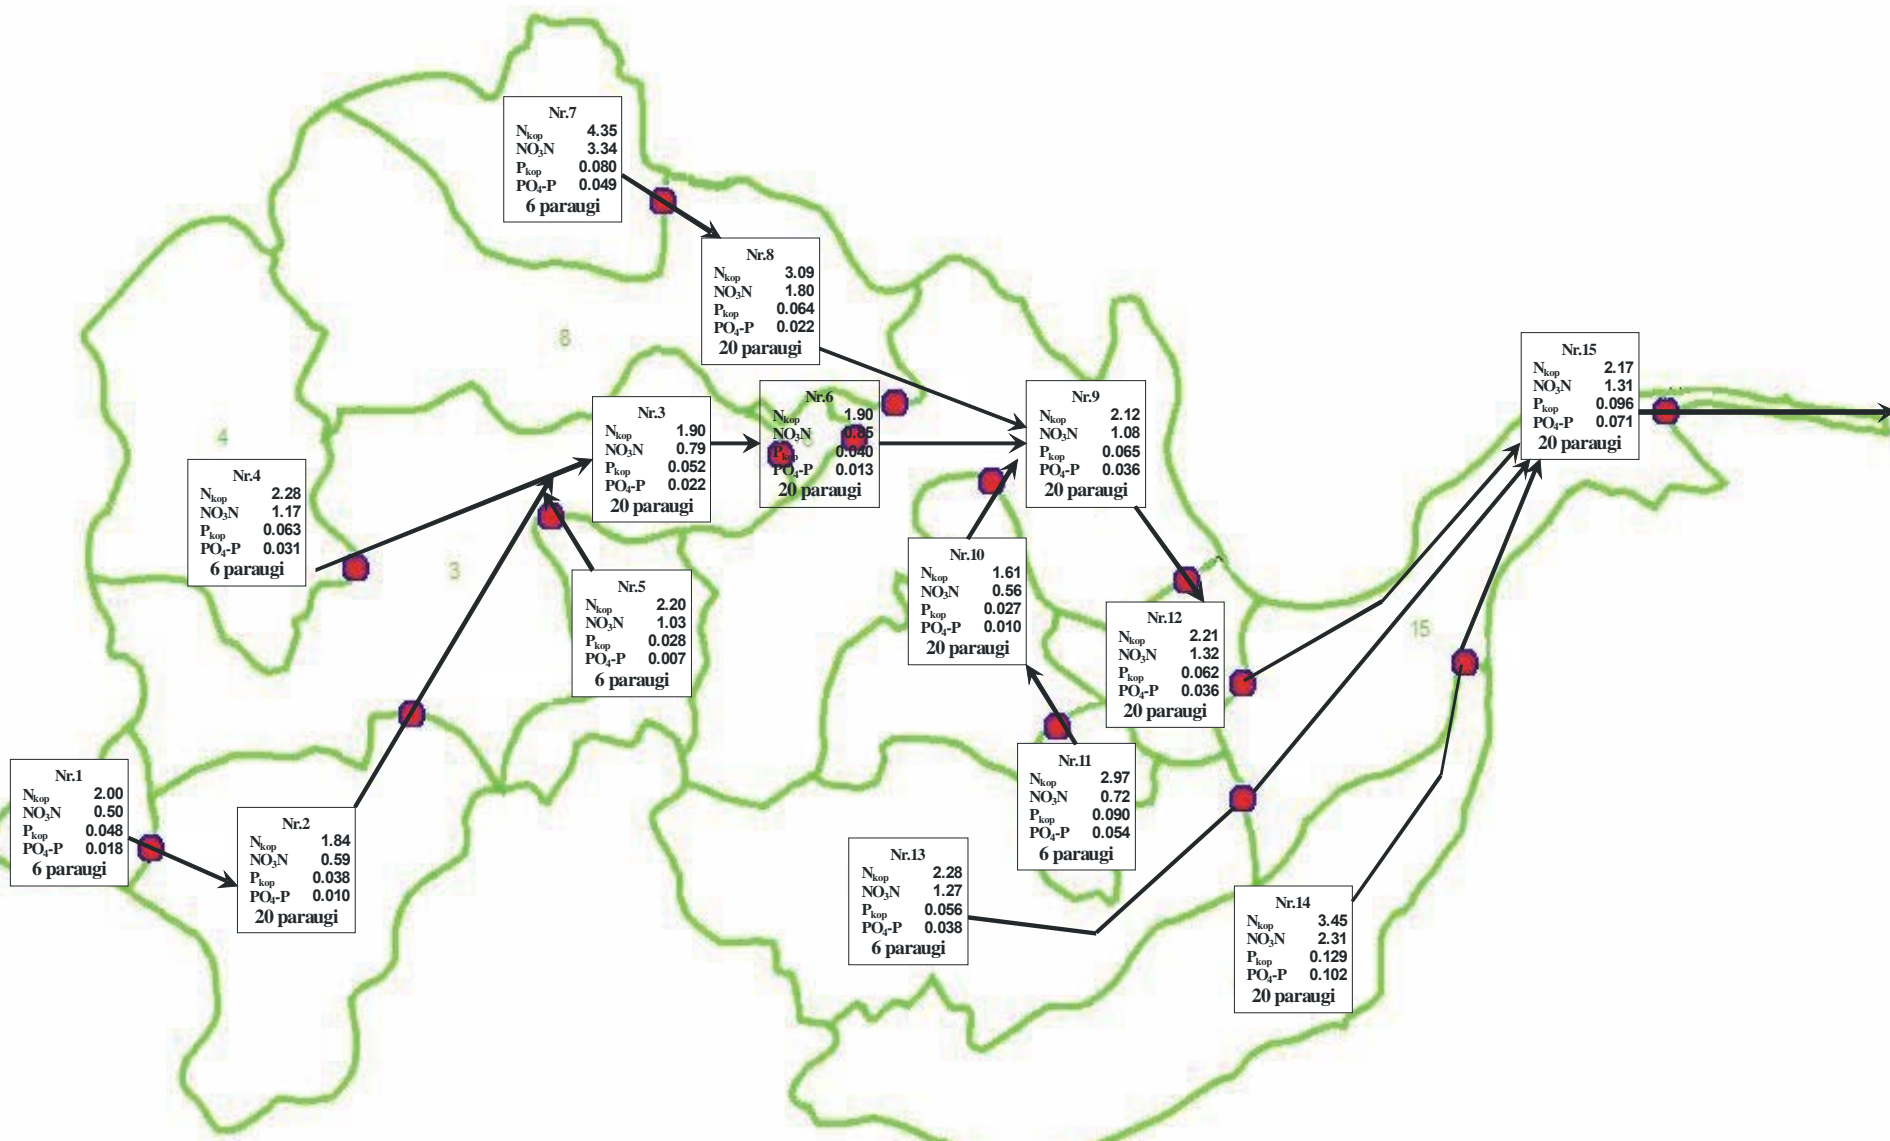 Nr.7
Nkop 4.35
NO3N 3.34
Pkop 0.080
PO4-P 0.049
6 paraugi
Nr.8
Nkop 3.09
NO3N 1.80
Pkop 0.064
PO4-P 0.022
20 paraugi
8
4
Nr.3
Nkop 1.90
NO3N 0.79
Pkop 0.052
PO4-P 0.022
20 paraugi
Nr.6
Nkop 1.90
NO3N 0.85
Pkop 0.040
PO4-P 0.013
20 paraugi
Nr.9
Nkop 2.12
NO3N 1.08
Pkop 0.065
PO4-P 0.036
20 paraugi
Nr.15
Nkop 2.17
NO3N 1.31
Pkop 0.096
PO4-P 0.071
20 paraugi
Nr.4
Nkop 2.28
NO3N 1.17
Pkop 0.063
PO4-P 0.031
6 paraugi
3
Nr.5
Nkop 2.20
NO3N 1.03
Pkop 0.028
PO4-P 0.007
6 paraugi
Nr.10
Nkop 1.61
NO3N 0.56
Pkop 0.027
PO4-P 0.010
20 paraugi
Nr.12
Nkop 2.21
NO3N 1.32
Pkop 0.062
PO4-P 0.036
20 paraugi
15
Nr.1
Nkop 2.00
NO3N 0.50
Pkop 0.048
PO4-P 0.018
6 paraugi
Nr.2
Nkop 1.84
NO3N 0.59
Pkop 0.038
PO4-P 0.010
20 paraugi
Nr.11
Nkop 2.97
NO3N 0.72
Pkop 0.090
PO4-P 0.054
6 paraugi
Nr.13
Nkop 2.28
NO3N 1.27
Pkop 0.056
PO4-P 0.038
6 paraugi
Nr.14
Nkop 3.45
NO3N 2.31
Pkop 0.129
PO4-P 0.102
20 paraugi